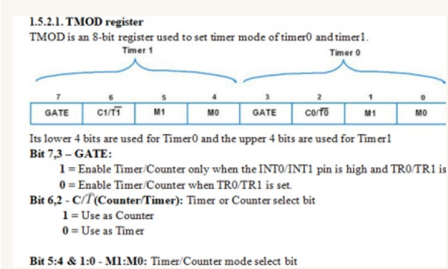 1.5.2.1. TMOD register
TMOD is an 8-bit register used to set timer mode of timer0 and timer1.
Timer 1 Timer 0
7 6 5 4 3 2 1 0
GATE C1/T̅1̅ M1 M0 GATE C0/T̅0̅ M1 M0
Its lower 4 bits are used for Timer0 and the upper 4 bits are used for Timer1
Bit 7,3 – GATE:
1 = Enable Timer/Counter only when the INT0/INT1 pin is high and TR0/TR1 is
0 = Enable Timer/Counter when TR0/TR1 is set.
Bit 6,2 - C/T̅(Counter/Timer): Timer or Counter select bit
1 = Use as Counter
0 = Use as Timer
Bit 5:4 & 1:0 - M1:M0: Timer/Counter mode select bit